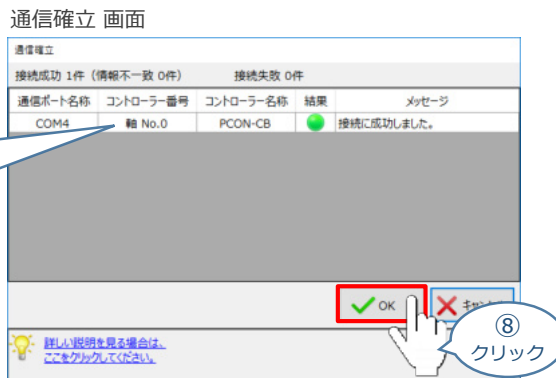 通信確立 画面
通信確立
接続成功 1件（情報不一致 0件） 接続失敗 0件
通信ポート名称 コントローラー番号 コントローラー名称 結果 メッセージ
COM4 軸 No.0 PCON-CB 接続に成功しました。
OK
⑧
クリック
詳しい説明を見る場合は、
ここをクリックしてください。